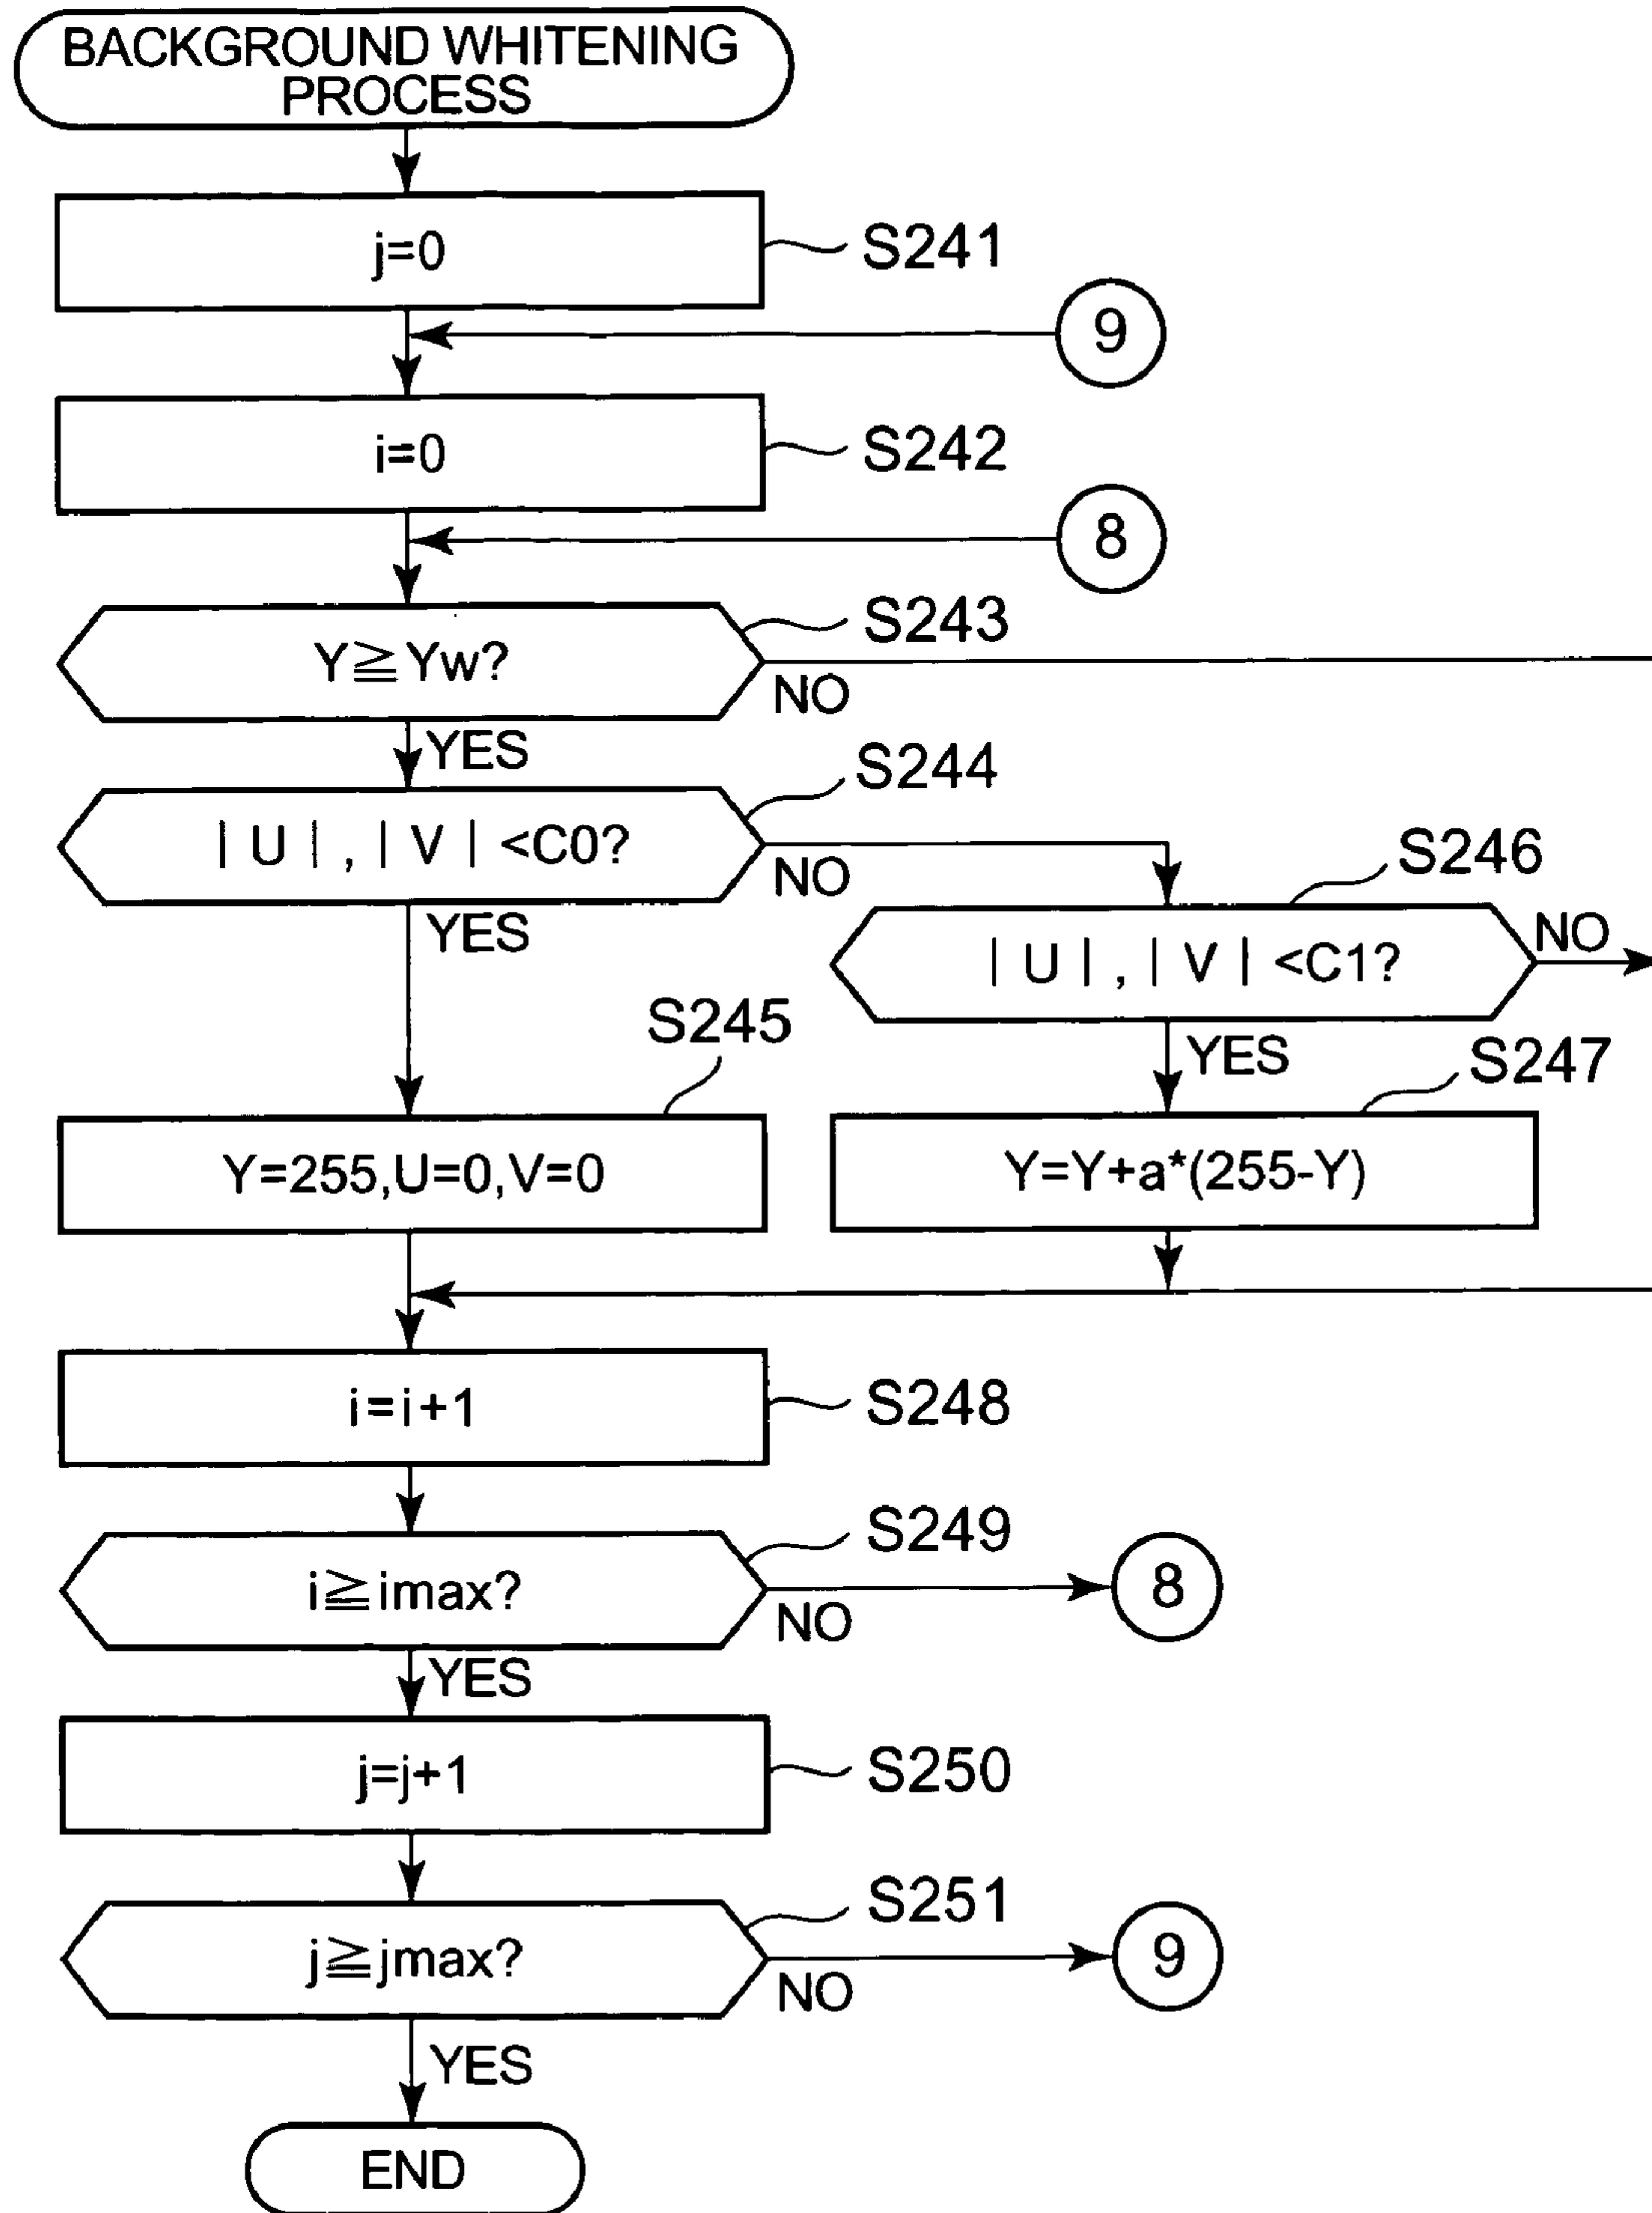 BACKGROUND WHITENING
PROCESS
j=0
S241
9
i=0
S242
8
Y≧Yw?
S243
NO
YES
| U | , | V | <C0?
S244
NO
YES
| U | , | V | <C1?
S246
NO
YES
S245
Y=255,U=0,V=0
S247
Y=Y+a*(255-Y)
i=i+1
S248
i≧imax?
S249
NO
8
YES
j=j+1
S250
j≧jmax?
S251
NO
9
YES
END